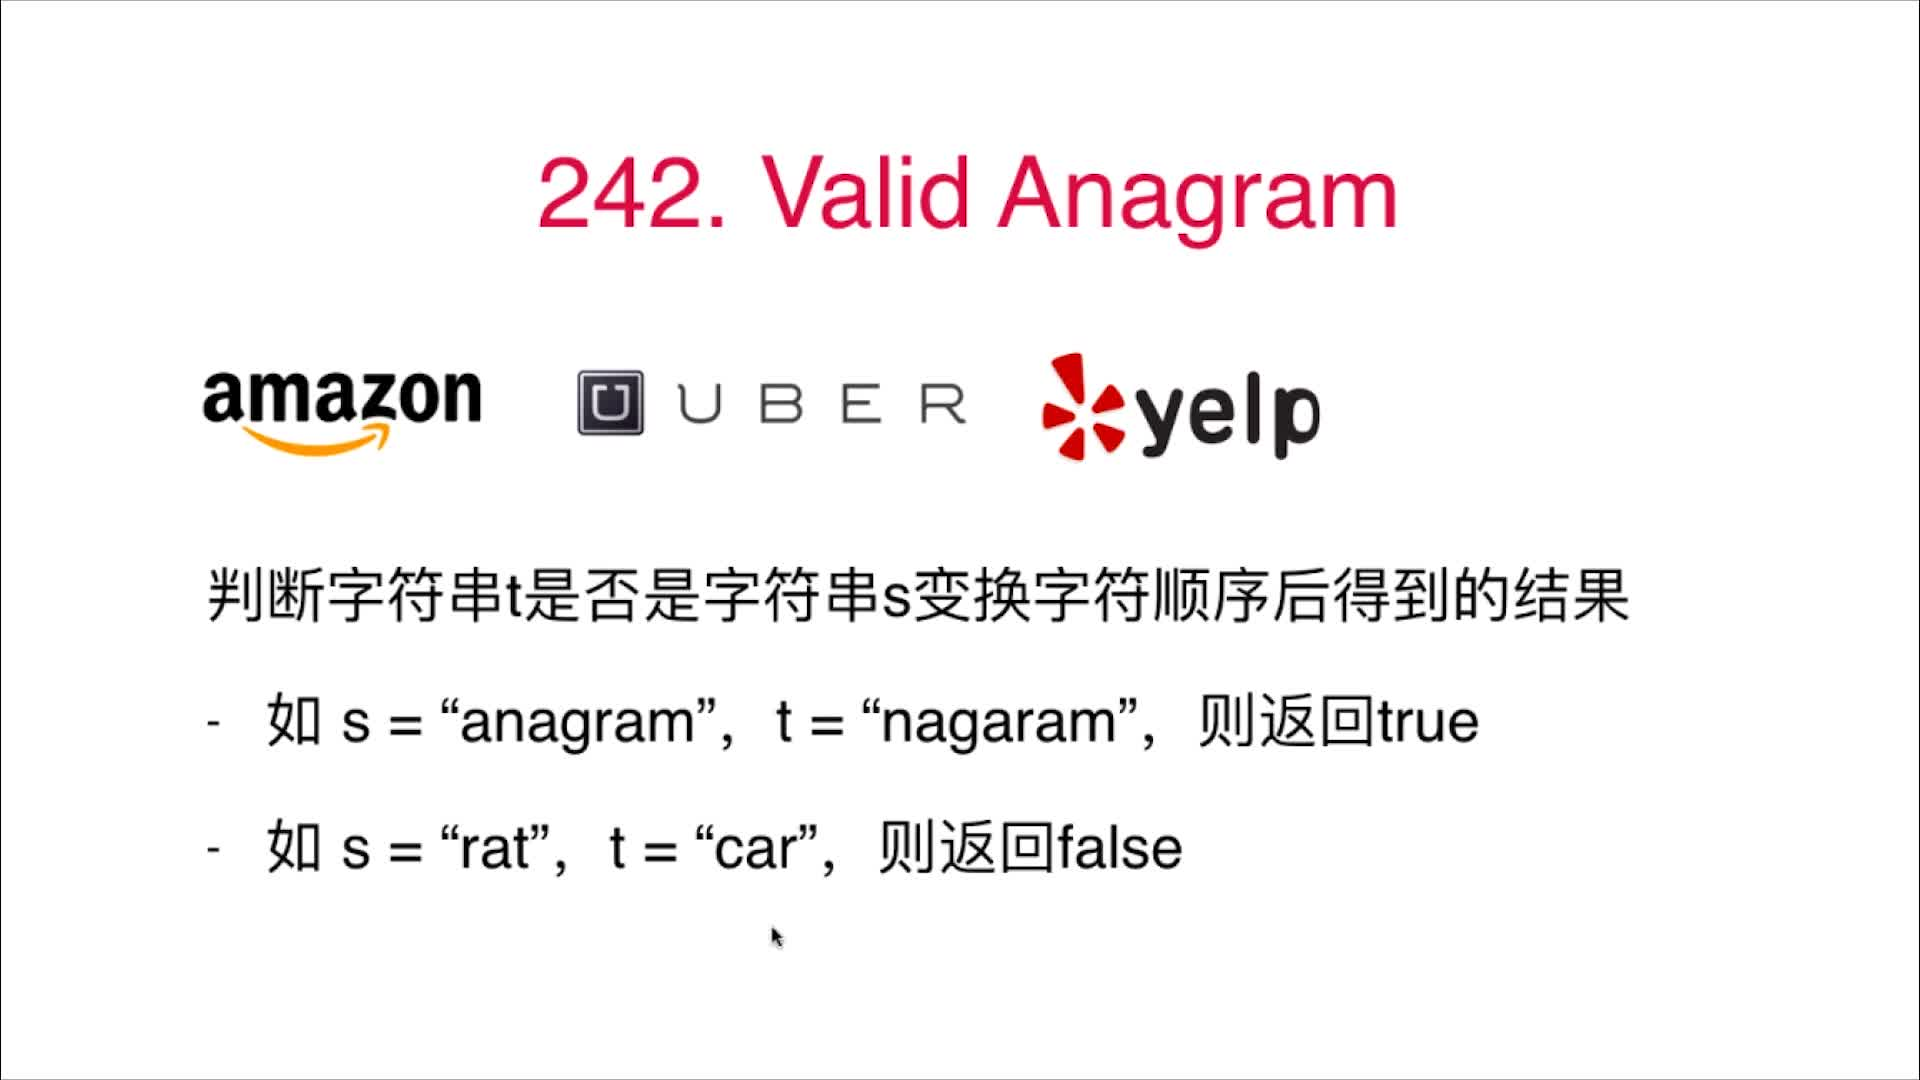 242. Valid Anagram
amazon UBER yelp
判断字符串t是否是字符串s变换字符顺序后得到的结果
- 如 s = “anagram”，t = “nagaram”，则返回true
- 如 s = “rat”，t = “car”，则返回false